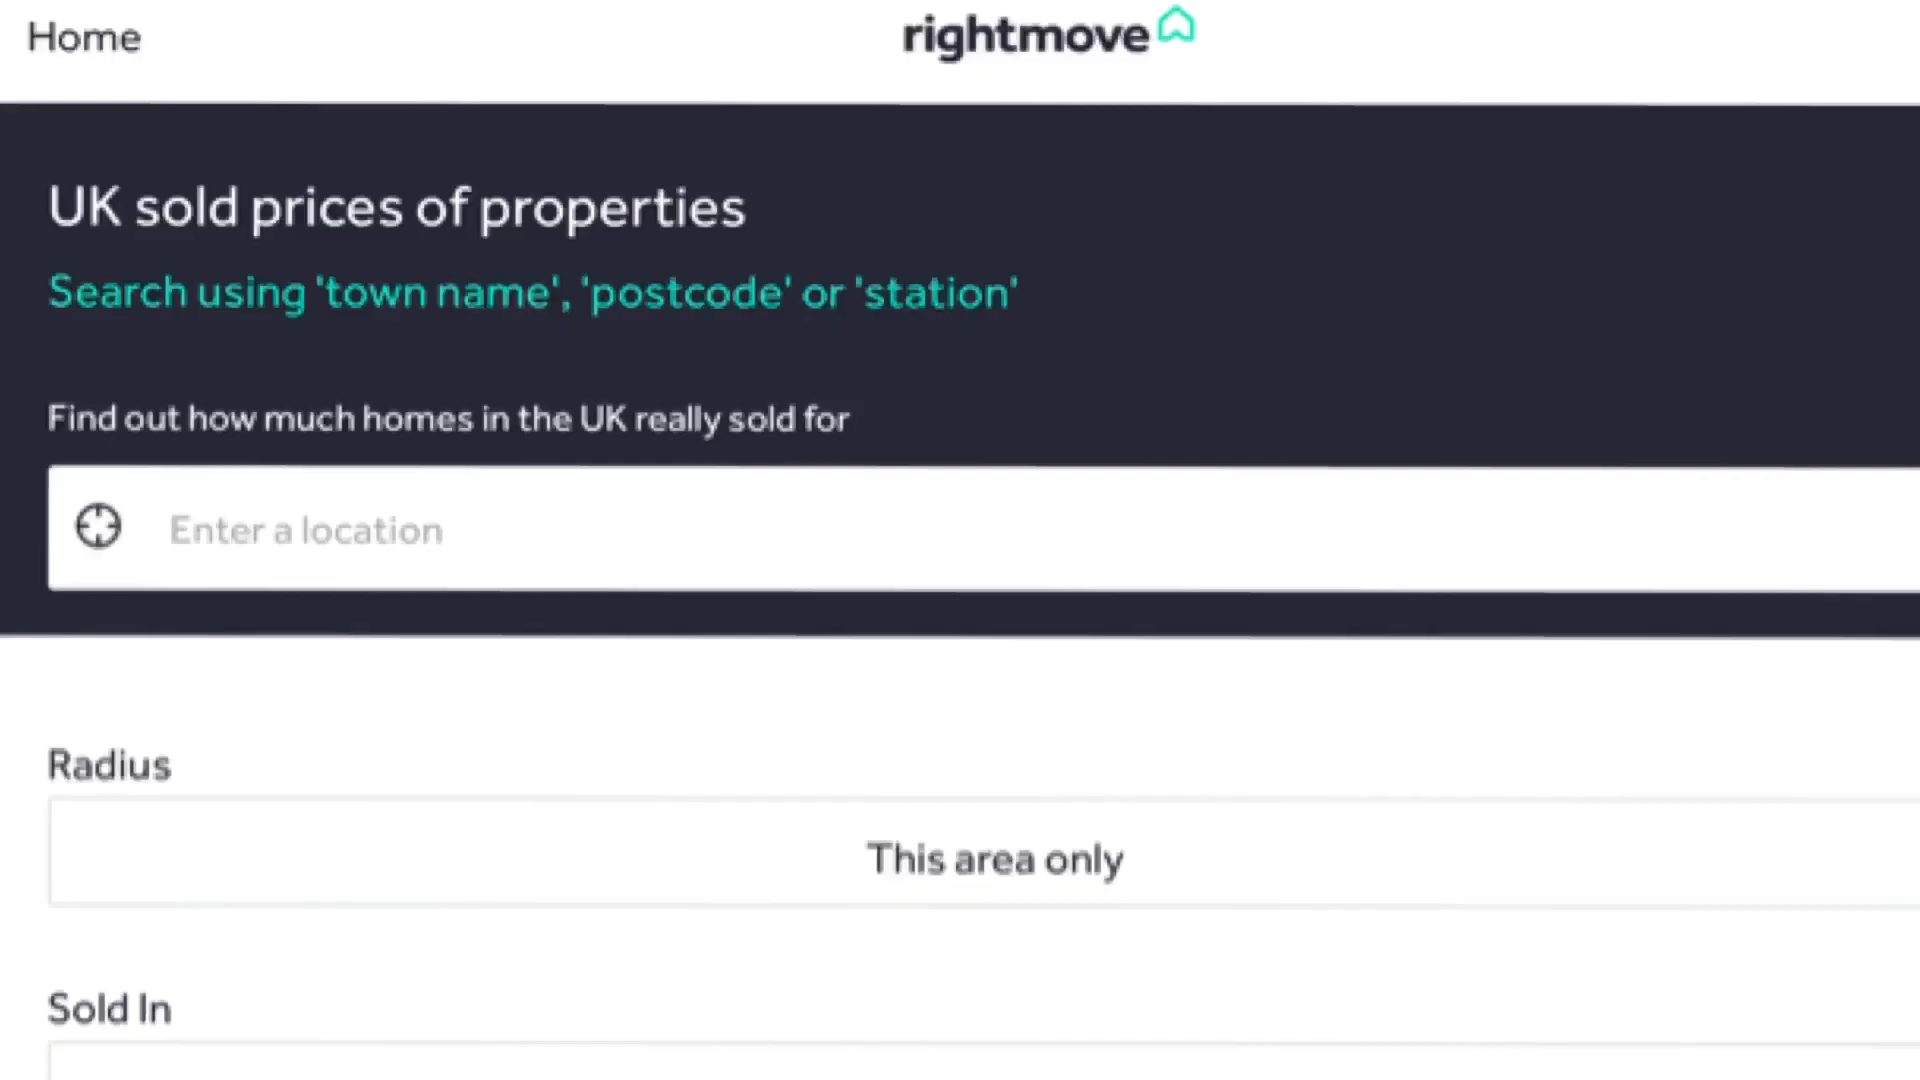 Home
rightmove
UK sold prices of properties
Search using 'town name', 'postcode' or 'station'
Find out how much homes in the UK really sold for
Enter a location
Radius
This area only
Sold In